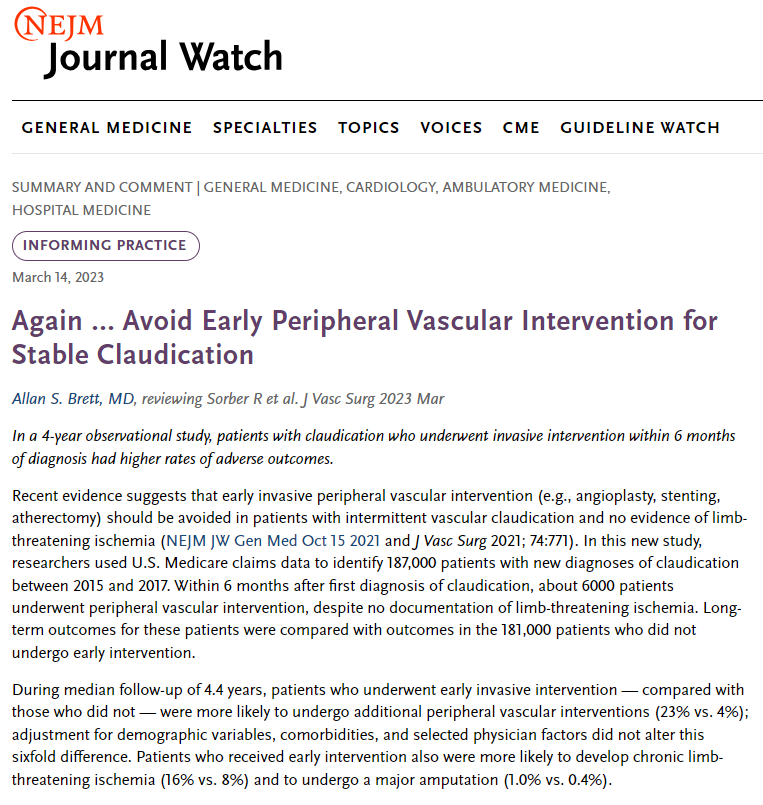 NEJM
Journal Watch
GENERAL MEDICINE SPECIALTIES TOPICS VOICES CME GUIDELINE WATCH
SUMMARY AND COMMENT | GENERAL MEDICINE, CARDIOLOGY, AMBULATORY MEDICINE,
HOSPITAL MEDICINE
INFORMING PRACTICE
March 14, 2023
Again ... Avoid Early Peripheral Vascular Intervention for
Stable Claudication
Allan S. Brett, MD, reviewing Sorber R et al. J Vasc Surg 2023 Mar
In a 4-year observational study, patients with claudication who underwent invasive intervention within 6 months
of diagnosis had higher rates of adverse outcomes.
Recent evidence suggests that early invasive peripheral vascular intervention (e.g., angioplasty, stenting,
atherectomy) should be avoided in patients with intermittent vascular claudication and no evidence of limb-
threatening ischemia (NEJM JW Gen Med Oct 15 2021 and J Vasc Surg 2021; 74:771). In this new study,
researchers used U.S. Medicare claims data to identify 187,000 patients with new diagnoses of claudication
between 2015 and 2017. Within 6 months after first diagnosis of claudication, about 6000 patients
underwent peripheral vascular intervention, despite no documentation of limb-threatening ischemia. Long-
term outcomes for these patients were compared with outcomes in the 181,000 patients who did not
undergo early intervention.
During median follow-up of 4.4 years, patients who underwent early invasive intervention — compared with
those who did not — were more likely to undergo additional peripheral vascular interventions (23% vs. 4%);
adjustment for demographic variables, comorbidities, and selected physician factors did not alter this
sixfold difference. Patients who received early intervention also were more likely to develop chronic limb-
threatening ischemia (16% vs. 8%) and to undergo a major amputation (1.0% vs. 0.4%).